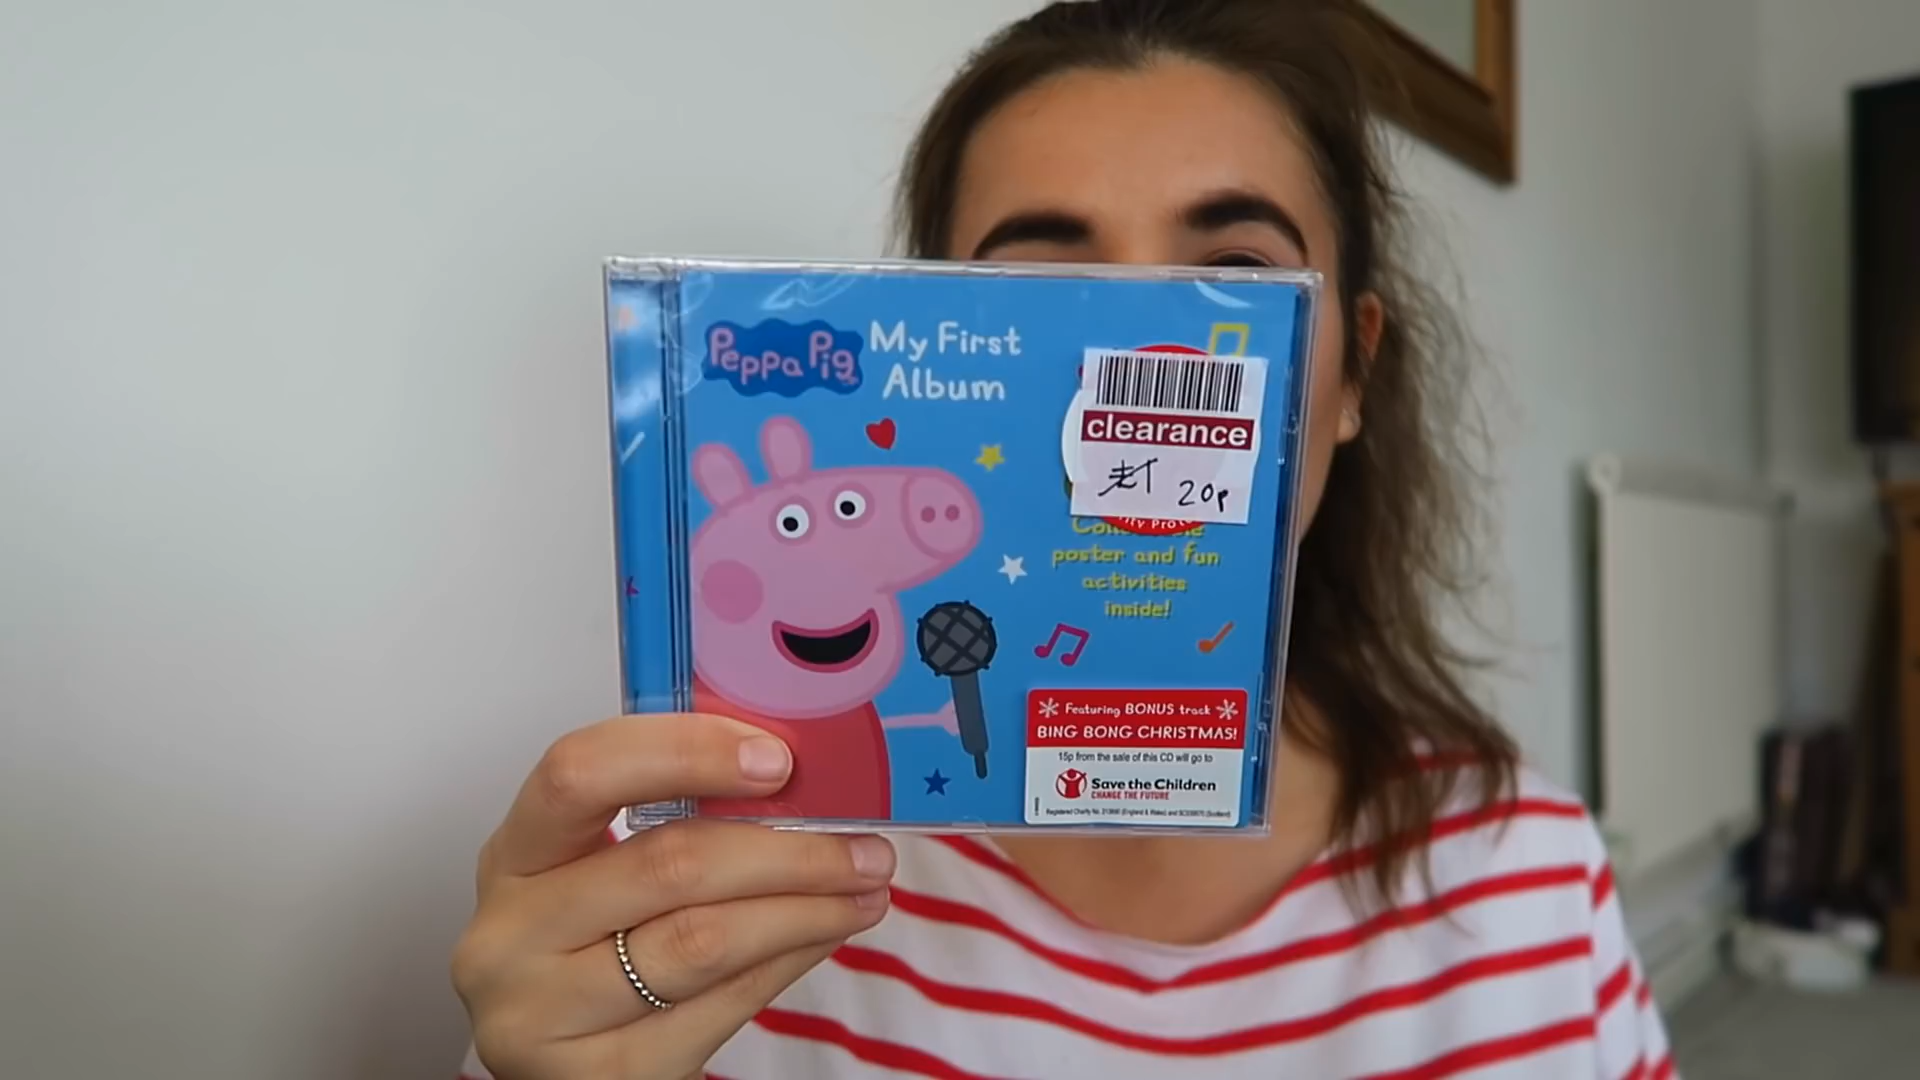 Peppa Pig
My First
Album
clearance
£1 20p
poster and fun
activities
inside!
Featuring BONUS track
BING BONG CHRISTMAS!
15p from the sale of this CD will go to
Save the Children
CHANGE THE FUTURE